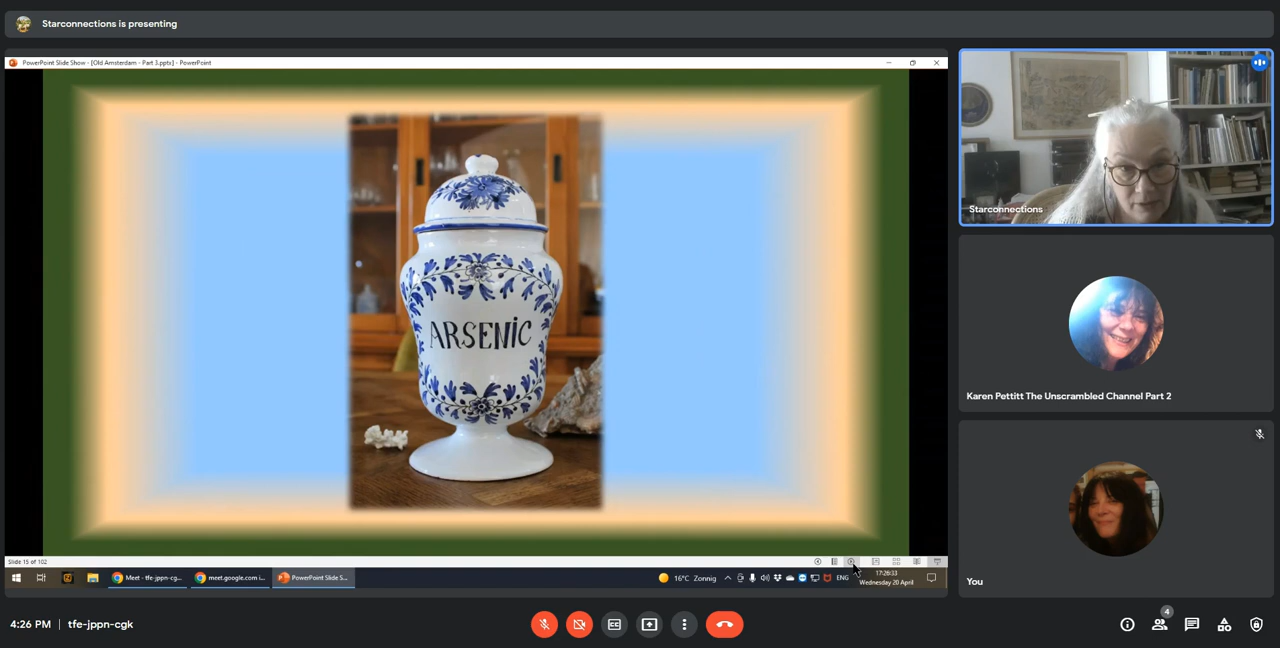 Starconnections is presenting
PowerPoint Slide Show - [Old Amsterdam - Part 3.pptx] - PowerPoint
ARSENIC
Starconnections
Karen Pettitt The Unscrambled Channel Part 2
You
Slide 15 of 102
Meet - tfe-jppn-cg...
meet.google.com i...
PowerPoint Slide S...
16°C Zonnig
ENG
17:26:33
Wednesday 20 April
4:26 PM | tfe-jppn-cgk
4